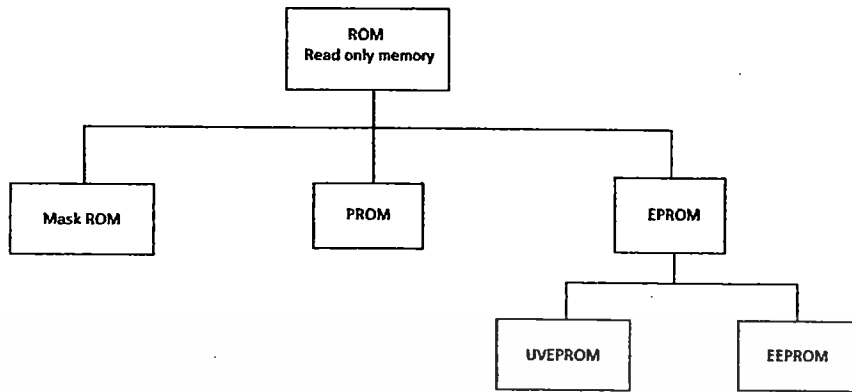 ROM
Read only memory
Mask ROM
PROM
EPROM
UVEPROM
EEPROM